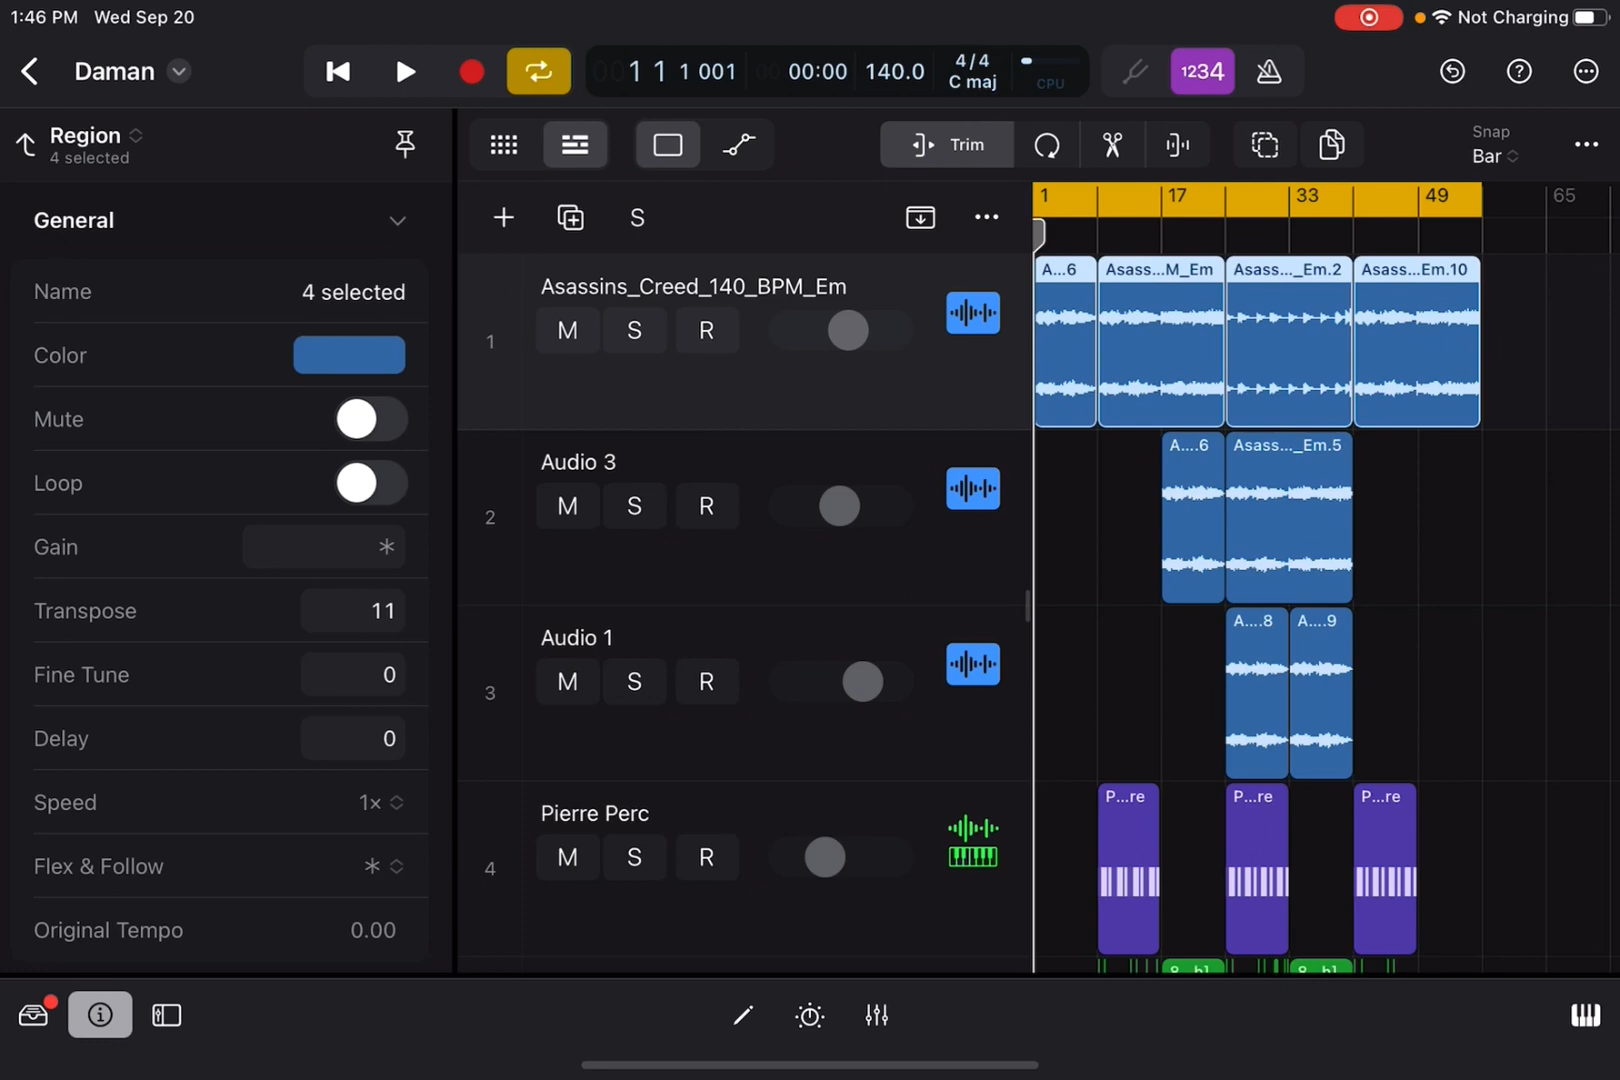 1:46 PM Wed Sep 20
Not Charging
Daman
1 1 1 001
00:00
140.0
4/4
C maj
CPU
1234
Region
4 selected
Trim
Snap
Bar
General
S
1 17 33 49 65
Name 4 selected
Color
Mute
Loop
Gain *
Transpose 11
Fine Tune 0
Delay 0
Speed 1×
Flex & Follow *
Original Tempo 0.00
1
Asassins_Creed_140_BPM_Em
M S R
A...6 Asass...M_Em Asass..._Em.2 Asass...Em.10
2
Audio 3
M S R
A....6 Asass..._Em.5
3
Audio 1
M S R
A....8 A....9
4
Pierre Perc
M S R
P...re P...re P...re